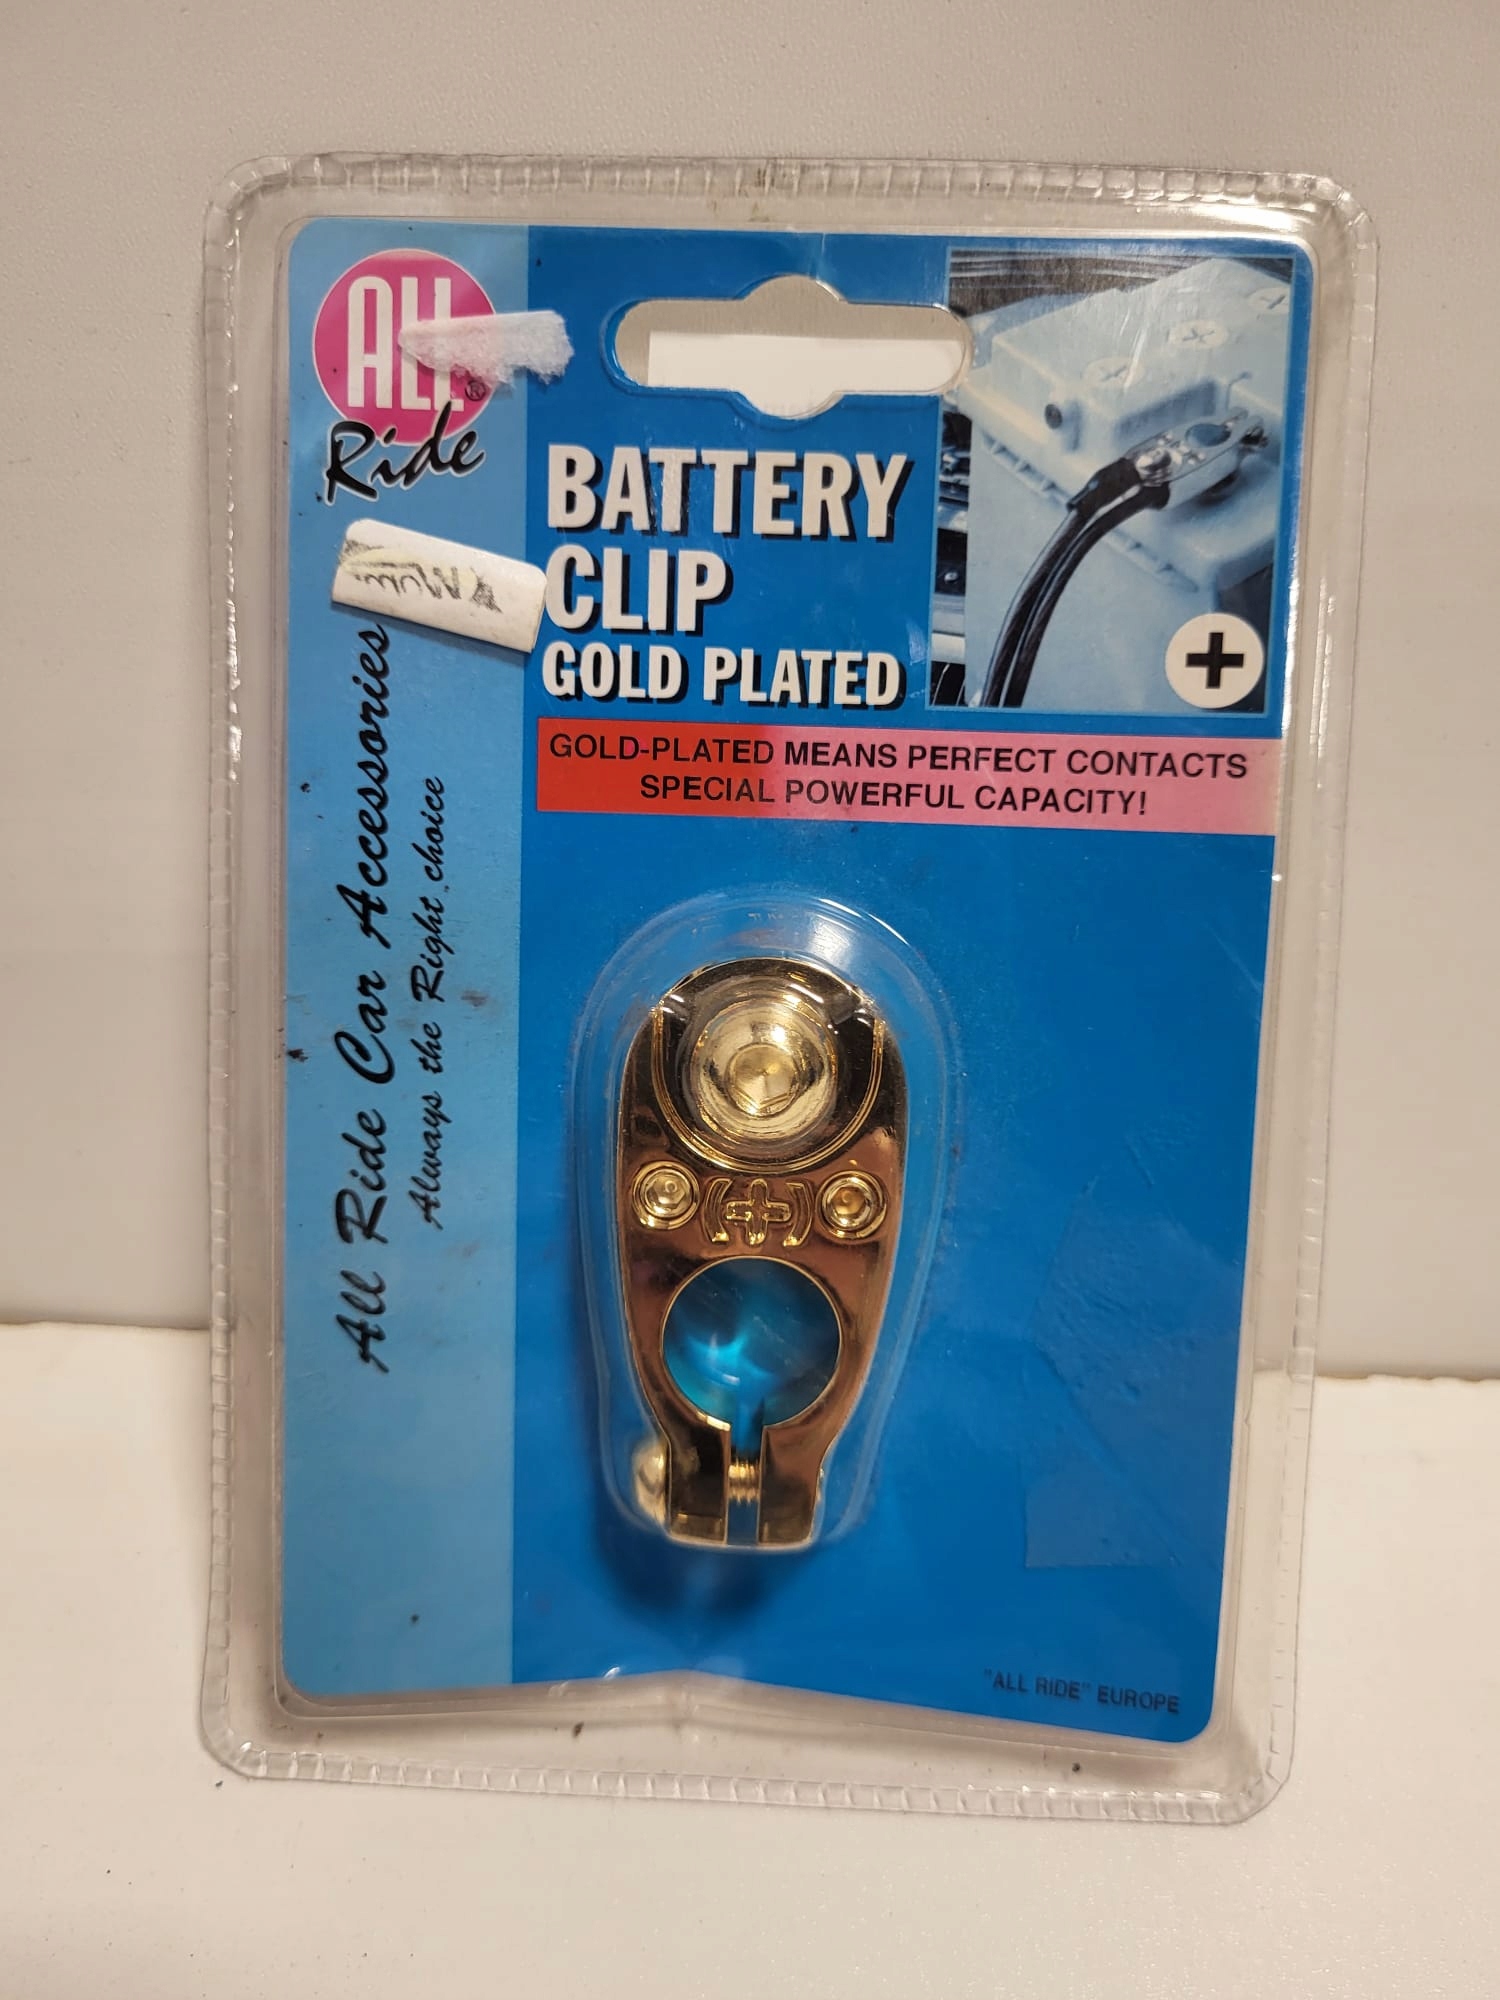 ALL®
Ride
BATTERY
CLIP
GOLD PLATED
+
GOLD-PLATED MEANS PERFECT CONTACTS
SPECIAL POWERFUL CAPACITY!
All Ride Car Accessories
Always the Right choice
(+)
"ALL RIDE" EUROPE